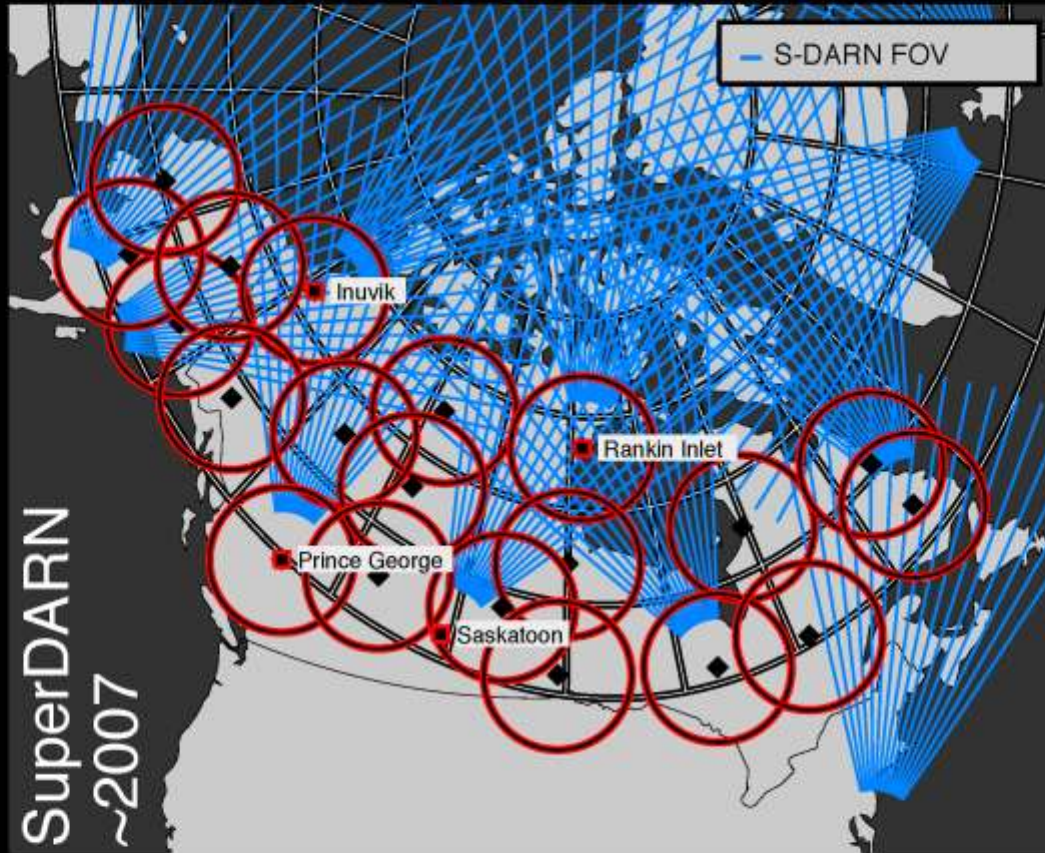 S-DARN FOV
Inuvik
Rankin Inlet
Prince George
Saskatoon
SuperDARN
~2007